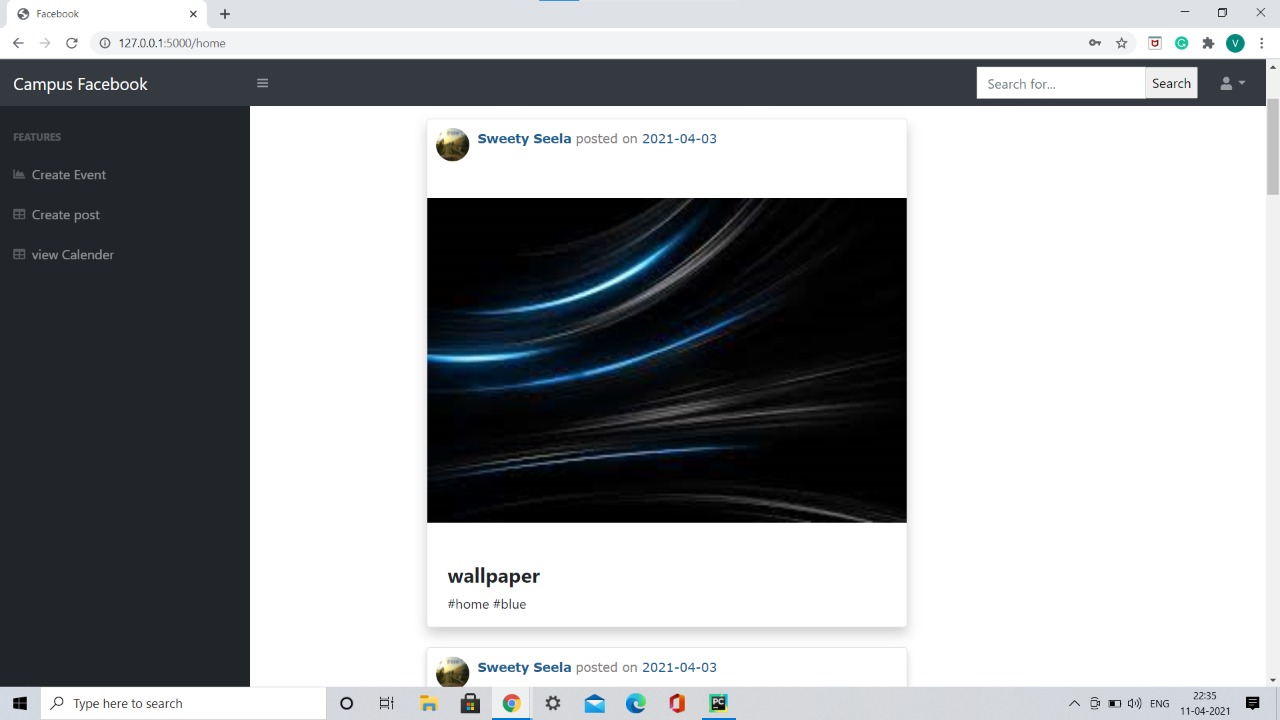 Facebook
127.0.0.1:5000/home
V
Campus Facebook
Search for...
Search
FEATURES
Create Event
Create post
view Calender
Sweety Seela posted on 2021-04-03
wallpaper
#home #blue
Sweety Seela posted on 2021-04-03
Type here to search
PC
ENG
22:35
11-04-2021